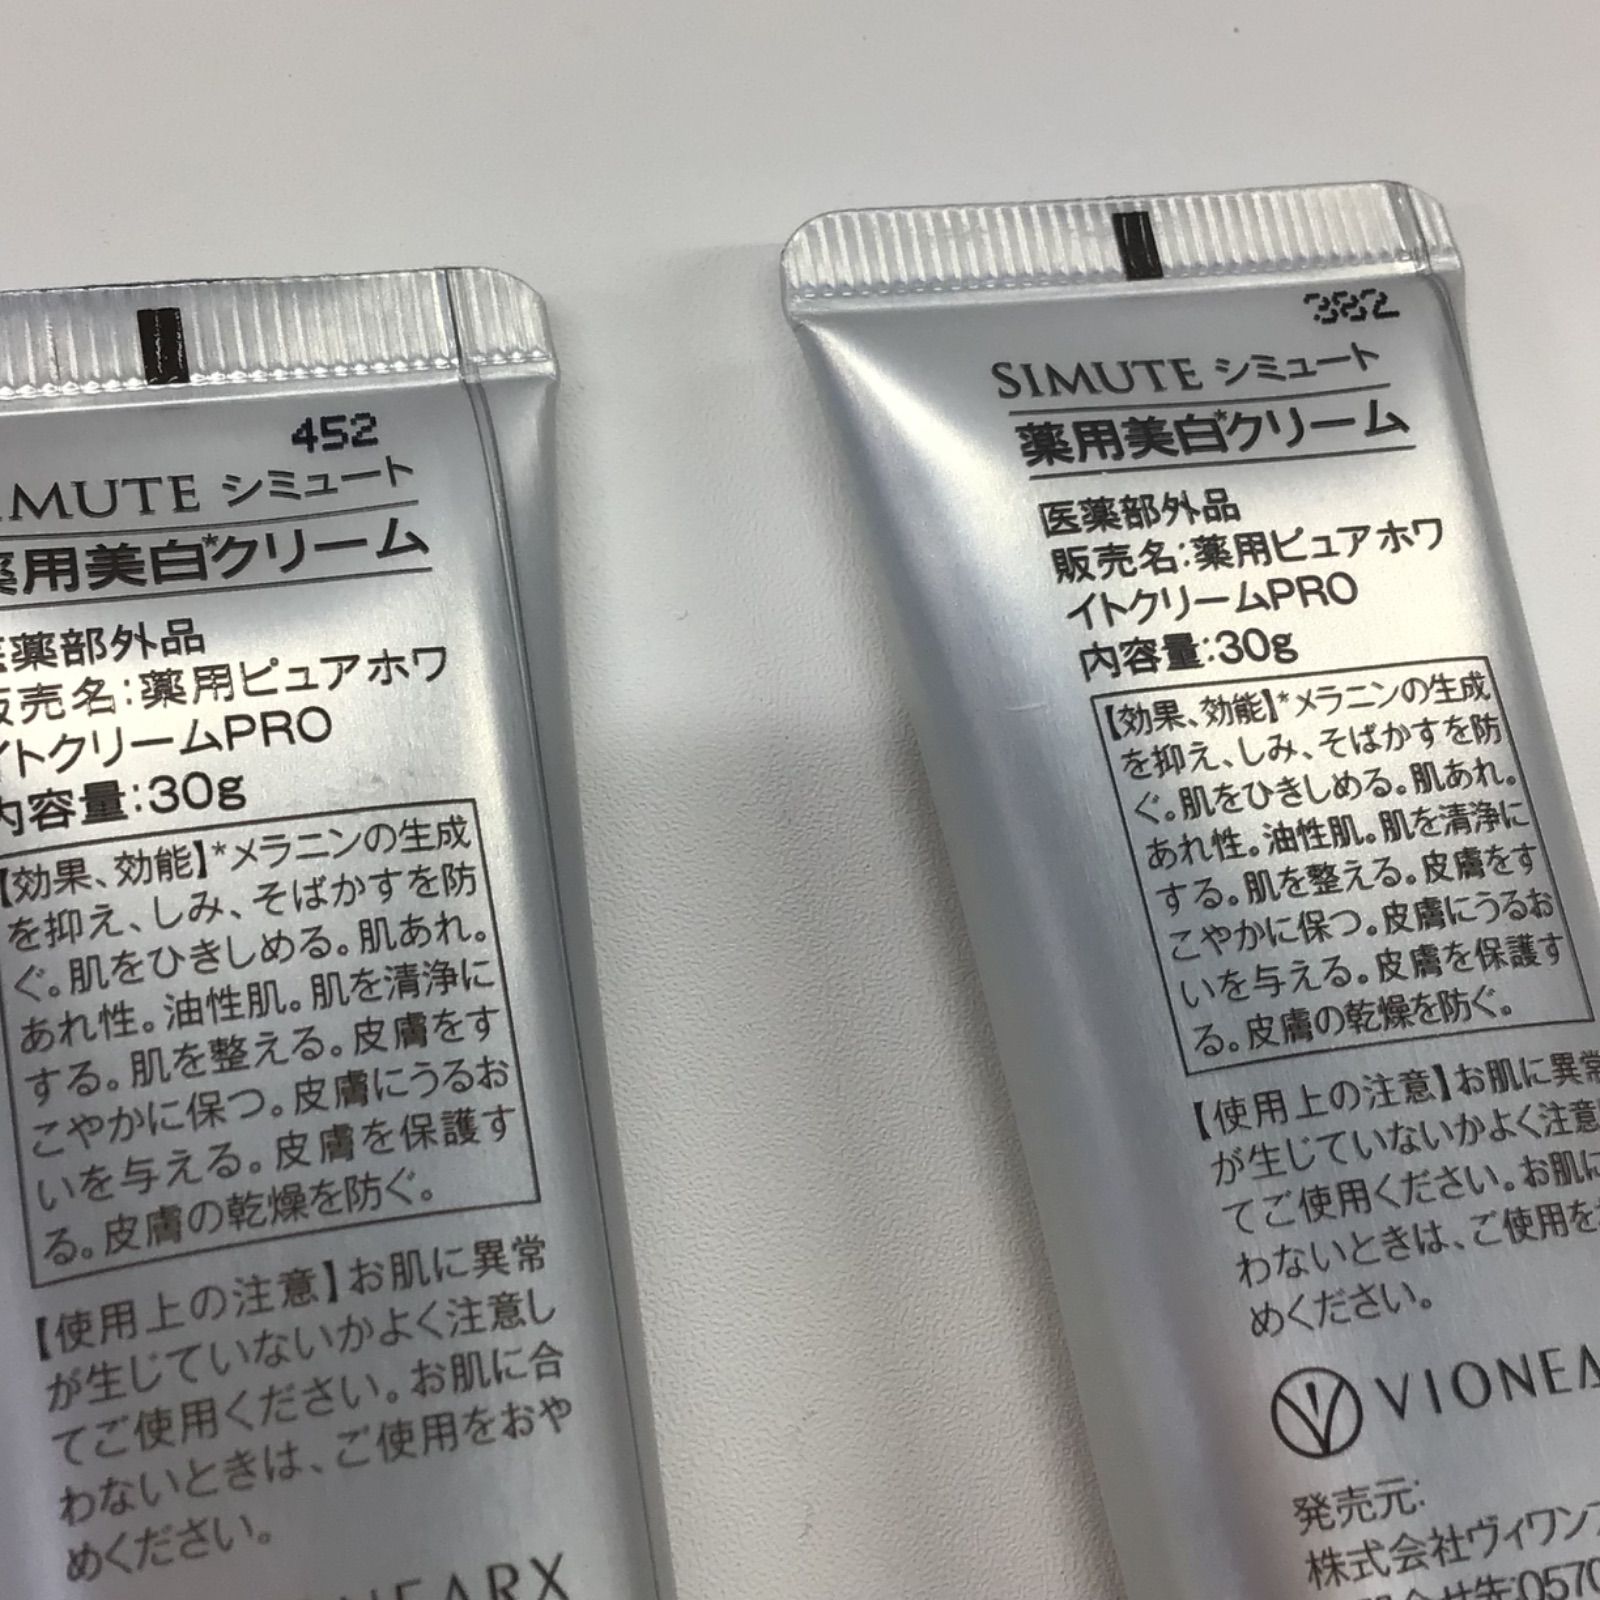 452
SIMUTE シミュート
薬用美白*クリーム
医薬部外品
販売名:薬用ピュアホワ
イトクリームPRO
内容量:30g
【効果、効能】*メラニンの生成
を抑え、しみ、そばかすを防
ぐ。肌をひきしめる。肌あれ。
あれ性。油性肌。肌を清浄に
する。肌を整える。皮膚をす
こやかに保つ。皮膚にうるお
いを与える。皮膚を保護す
る。皮膚の乾燥を防ぐ。
【使用上の注意】お肌に異常
が生じていないかよく注意し
てご使用ください。お肌に合
わないときは、ご使用をおや
めください。
NEARX
382
SIMUTE シミュート
薬用美白*クリーム
医薬部外品
販売名:薬用ピュアホワ
イトクリームPRO
内容量:30g
【効果、効能】*メラニンの生成
を抑え、しみ、そばかすを防
ぐ。肌をひきしめる。肌あれ。
あれ性。油性肌。肌を清浄に
する。肌を整える。皮膚をす
こやかに保つ。皮膚にうるお
いを与える。皮膚を保護す
る。皮膚の乾燥を防ぐ。
【使用上の注意】お肌に異常
が生じていないかよく注意
てご使用ください。お肌に
わないときは、ご使用を
めください。
VIONEA
発売元:
株式会社ヴィワンア
合せ先:0570